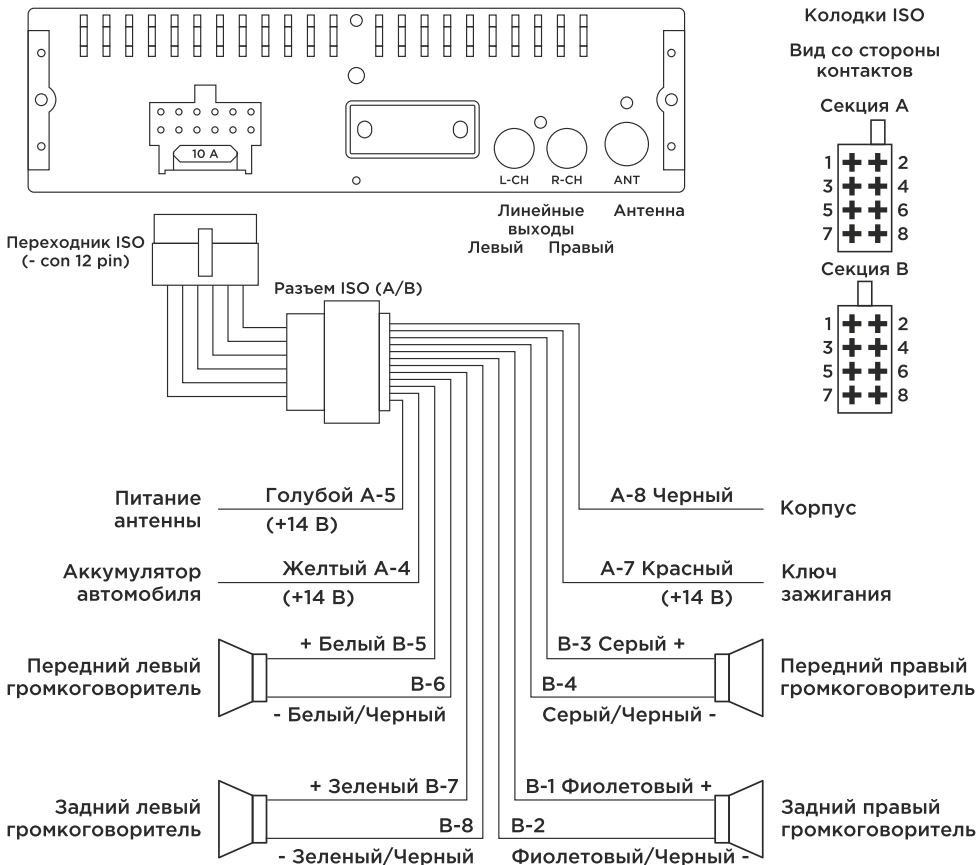 Колодки ISO
Вид со стороны
контактов
Секция А
1 2
3 4
5 6
7 8
Секция В
1 2
3 4
5 6
7 8
10 А
L-CH R-CH ANT
Линейные
выходы
Левый Правый
Антенна
Переходник ISO
(- con 12 pin)
Разъем ISO (А/В)
Питание
антенны
Голубой А-5
(+14 В)
А-8 Черный
Корпус
Аккумулятор
автомобиля
Желтый А-4
(+14 В)
А-7 Красный
(+14 В)
Ключ
зажигания
Передний левый
громкоговоритель
+ Белый В-5
В-6
- Белый/Черный
В-3 Серый +
В-4
Серый/Черный -
Передний правый
громкоговоритель
Задний левый
громкоговоритель
+ Зеленый В-7
В-8
- Зеленый/Черный
В-1 Фиолетовый +
В-2
Фиолетовый/Черный -
Задний правый
громкоговоритель